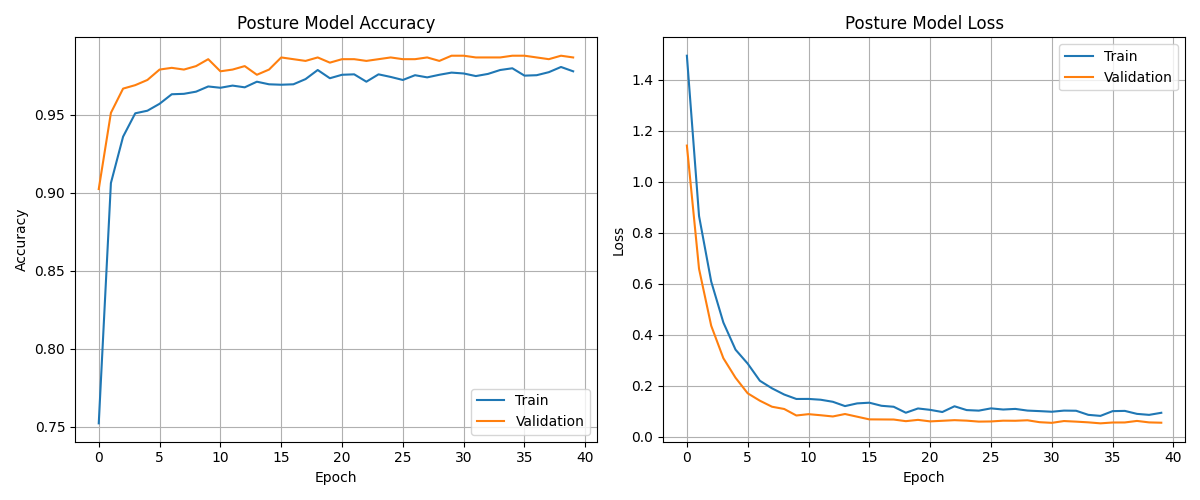 Posture Model Accuracy
Accuracy
0.95
0.90
0.85
0.80
0.75
0 5 10 15 20 25 30 35 40
Epoch
Train
Validation
Posture Model Loss
Loss
1.4
1.2
1.0
0.8
0.6
0.4
0.2
0.0
0 5 10 15 20 25 30 35 40
Epoch
Train
Validation